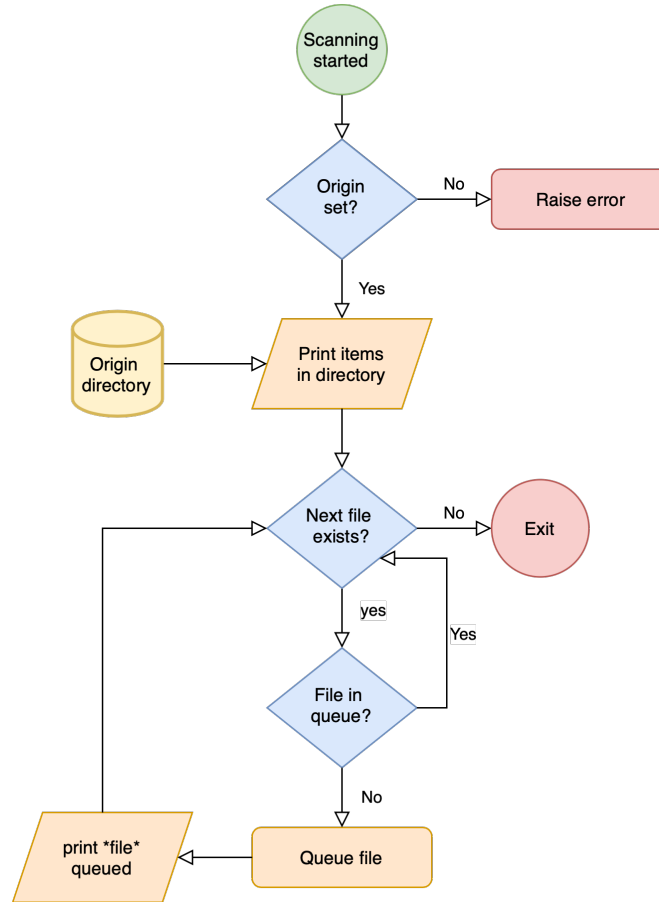 Scanning
started
Origin
set?
No
Raise error
Yes
Origin
directory
Print items
in directory
Next file
exists?
No
Exit
yes
Yes
File in
queue?
No
print *file*
queued
Queue file